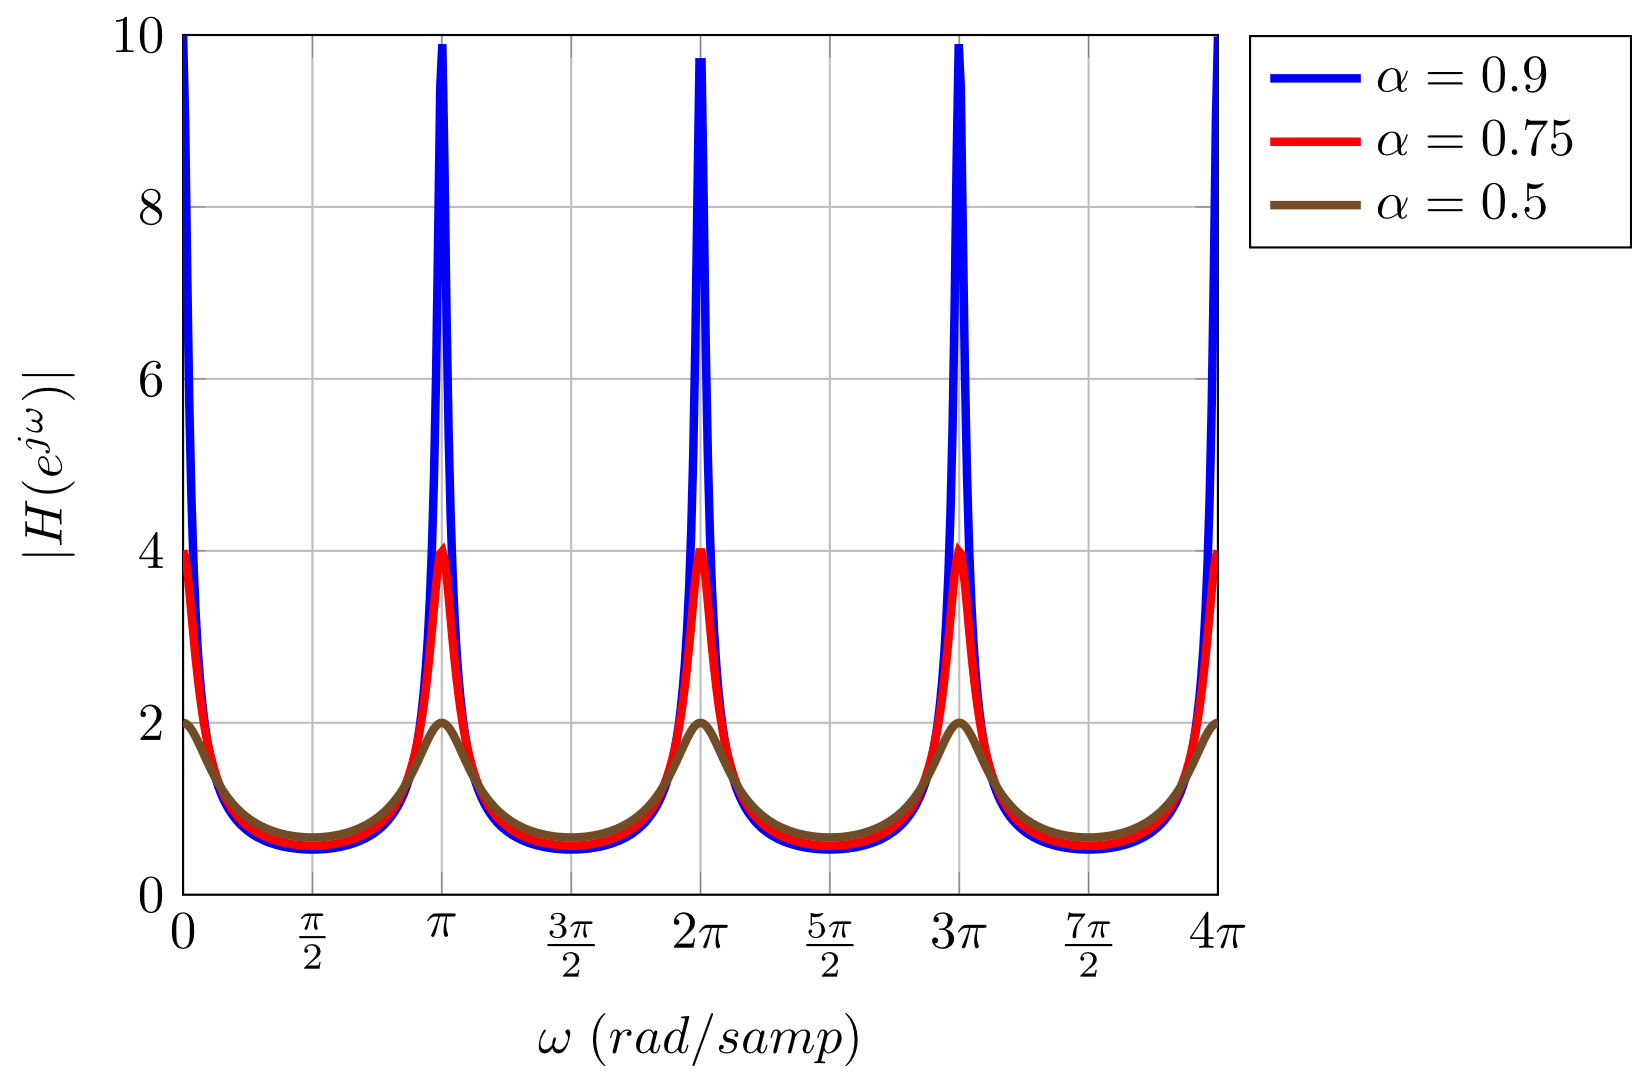 10
8
6
4
2
0
|H(e^{jω})|
0 π/2 π 3π/2 2π 5π/2 3π 7π/2 4π
ω (rad/samp)
α = 0.9
α = 0.75
α = 0.5